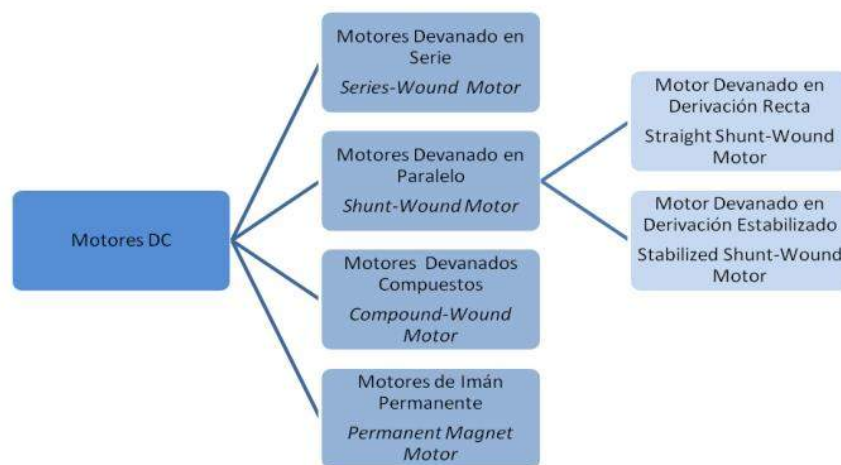 Motores DC
Motores Devanado en
Serie
Series-Wound Motor
Motores Devanado en
Paralelo
Shunt-Wound Motor
Motores Devanados
Compuestos
Compound-Wound
Motor
Motores de Imán
Permanente
Permanent Magnet
Motor
Motor Devanado en
Derivación Recta
Straight Shunt-Wound
Motor
Motor Devanado en
Derivación Estabilizado
Stabilized Shunt-Wound
Motor